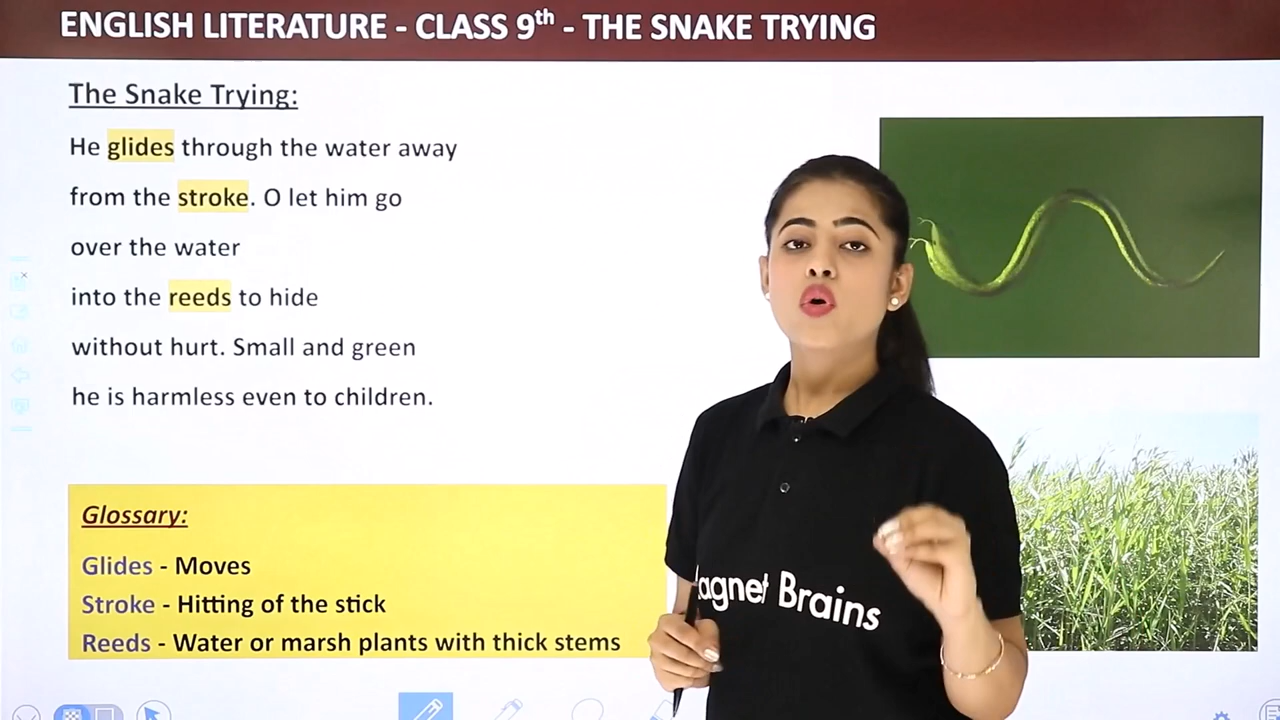 ENGLISH LITERATURE - CLASS 9th - THE SNAKE TRYING
The Snake Trying:
He glides through the water away
from the stroke. O let him go
over the water
into the reeds to hide
without hurt. Small and green
he is harmless even to children.
Glossary:
Glides - Moves
Stroke - Hitting of the stick
Reeds - Water or marsh plants with thick stems
agnet Brains